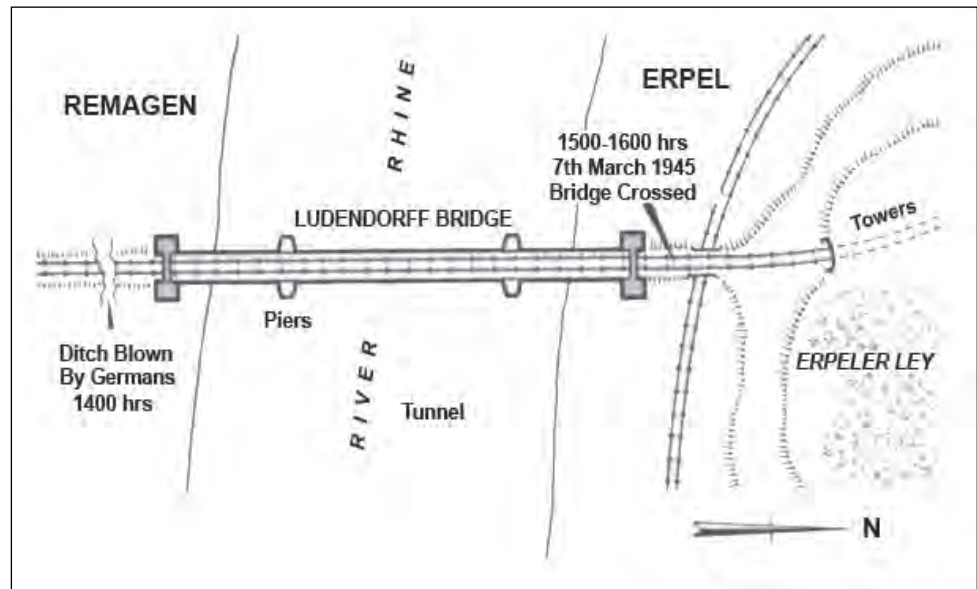 REMAGEN
RHINE
ERPEL
1500-1600 hrs
7th March 1945
Bridge Crossed
LUDENDORFF BRIDGE
Towers
Piers
Ditch Blown
By Germans
1400 hrs
RIVER
Tunnel
ERPELER LEY
N